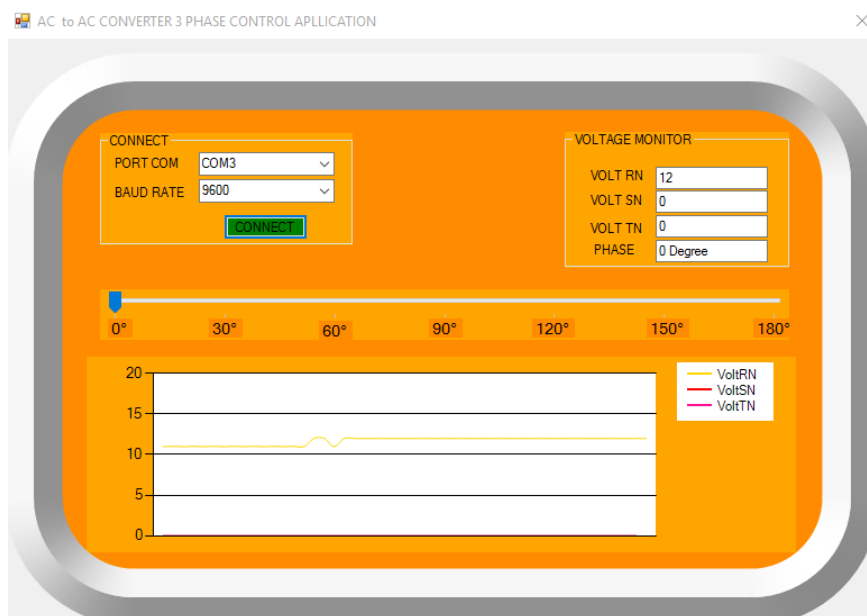 AC to AC CONVERTER 3 PHASE CONTROL APLLICATION
CONNECT
PORT COM COM3
BAUD RATE 9600
CONNECT
VOLTAGE MONITOR
VOLT RN 12
VOLT SN 0
VOLT TN 0
PHASE 0 Degree
0° 30° 60° 90° 120° 150° 180°
20
15
10
5
0
VoltRN
VoltSN
VoltTN